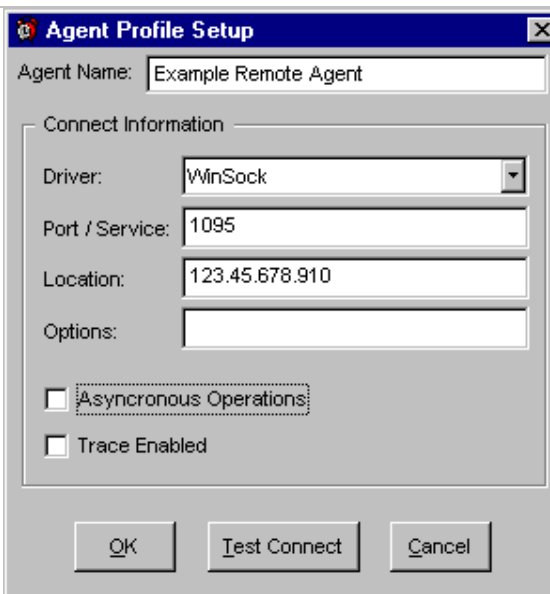 Agent Profile Setup
Agent Name: Example Remote Agent
Connect Information
Driver: WinSock
Port / Service: 1095
Location: 123.45.678.910
Options:
Asyncronous Operations
Trace Enabled
OK Test Connect Cancel